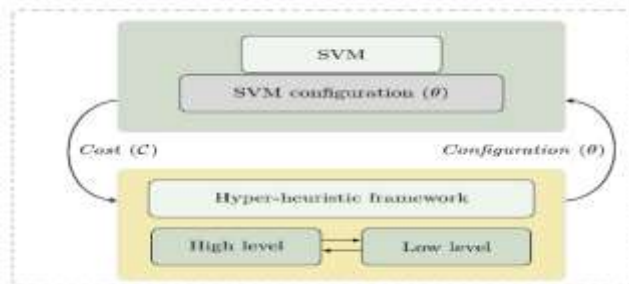 SVM
SVM configuration (θ)
Cost (C)
Configuration (θ)
Hyper-heuristic framework
High level
Low level